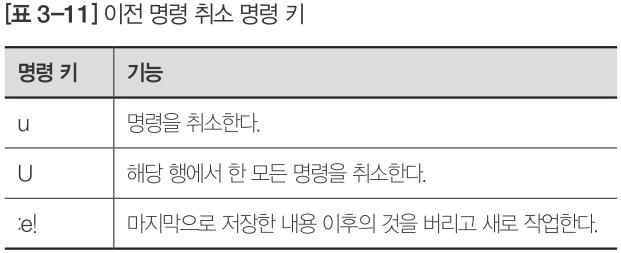 [표 3-11] 이전 명령 취소 명령 키
명령 키 기능
u 명령을 취소한다.
U 해당 행에서 한 모든 명령을 취소한다.
:e! 마지막으로 저장한 내용 이후의 것을 버리고 새로 작업한다.